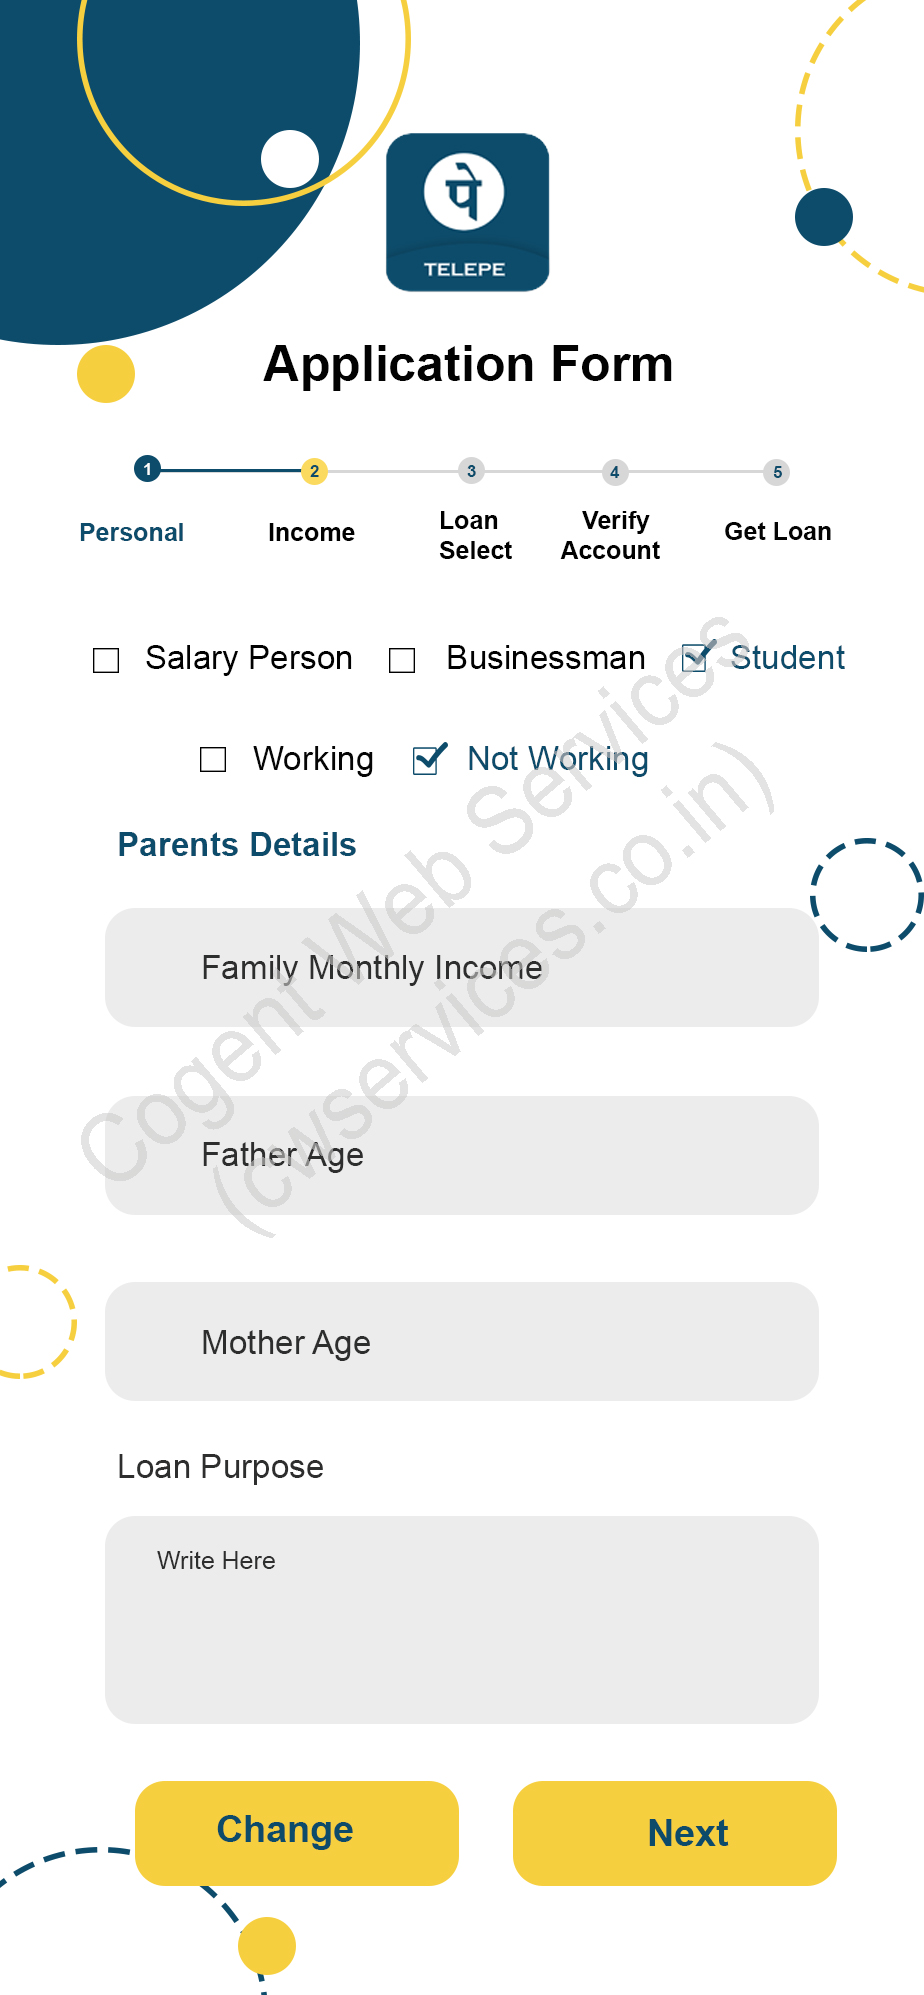 पे
TELEPE
Application Form
1 2 3 4 5
Personal Income Loan Select Verify Account Get Loan
Salary Person Businessman Student
Working Not Working
Parents Details
Family Monthly Income
Father Age
Mother Age
Loan Purpose
Write Here
Change Next
Cogent Web Services
(cwservices.co.in)